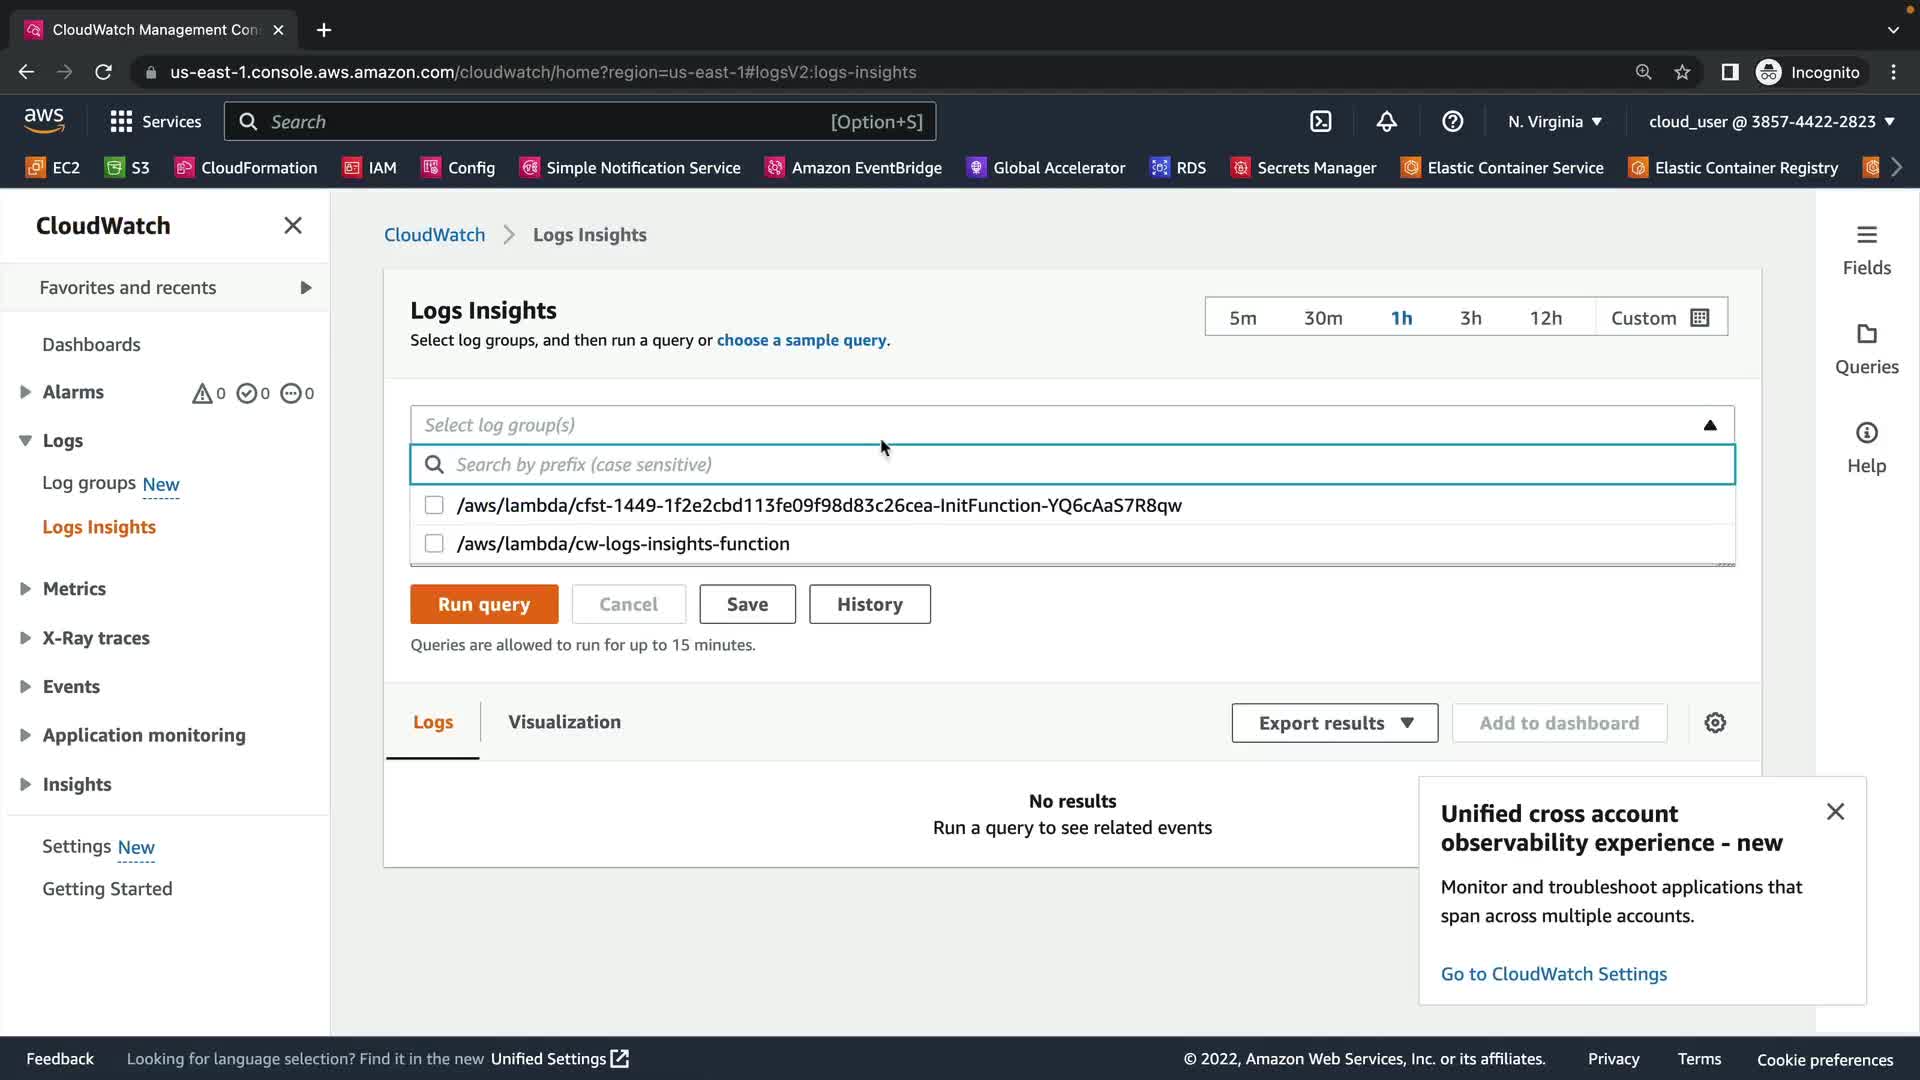 CloudWatch Management Con
us-east-1.console.aws.amazon.com/cloudwatch/home?region=us-east-1#logsV2:logs-insights
Incognito
aws
Services
Search
[Option+S]
N. Virginia
cloud_user @ 3857-4422-2823
EC2
S3
CloudFormation
IAM
Config
Simple Notification Service
Amazon EventBridge
Global Accelerator
RDS
Secrets Manager
Elastic Container Service
Elastic Container Registry
CloudWatch
Favorites and recents
Dashboards
Alarms
0
0
0
Logs
Log groups New
Logs Insights
Metrics
X-Ray traces
Events
Application monitoring
Insights
Settings New
Getting Started
CloudWatch
Logs Insights
Logs Insights
Select log groups, and then run a query or choose a sample query.
5m
30m
1h
3h
12h
Custom
Select log group(s)
Search by prefix (case sensitive)
/aws/lambda/cfst-1449-1f2e2cbd113fe09f98d83c26cea-InitFunction-YQ6cAaS7R8qw
/aws/lambda/cw-logs-insights-function
Run query
Cancel
Save
History
Queries are allowed to run for up to 15 minutes.
Logs
Visualization
Export results
Add to dashboard
No results
Run a query to see related events
Fields
Queries
Help
Unified cross account
observability experience - new
Monitor and troubleshoot applications that
span across multiple accounts.
Go to CloudWatch Settings
Feedback
Looking for language selection? Find it in the new Unified Settings
© 2022, Amazon Web Services, Inc. or its affiliates.
Privacy
Terms
Cookie preferences